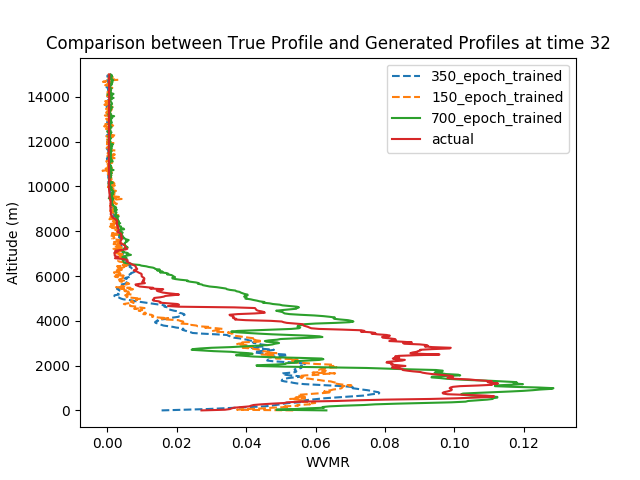 Comparison between True Profile and Generated Profiles at time 32
350_epoch_trained
150_epoch_trained
700_epoch_trained
actual
Altitude (m)
14000
12000
10000
8000
6000
4000
2000
0
0.00 0.02 0.04 0.06 0.08 0.10 0.12
WVMR